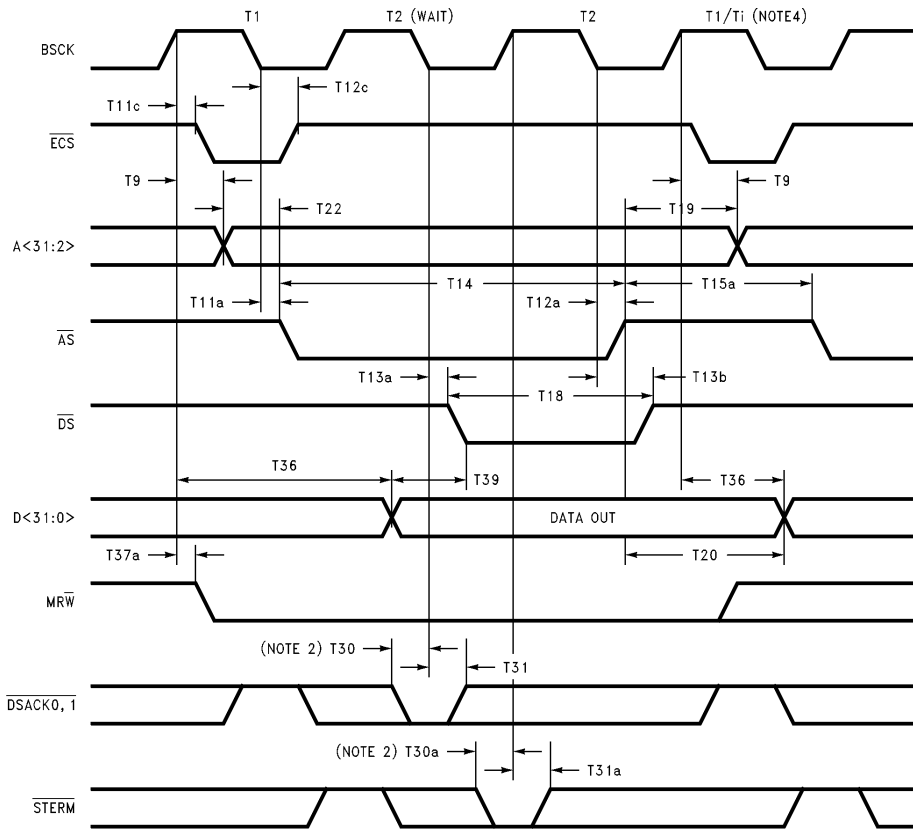 T1 T2 (WAIT) T2 T1/Ti (NOTE4)
BSCK
T12c
T11c
ECS
T9 T9
T22 T19
A<31:2>
T14 T15a
T11a T12a
AS
T13a T13b
T18
DS
T36 T39 T36
D<31:0> DATA OUT
T37a T20
MRW
(NOTE 2) T30 T31
DSACK0, 1
(NOTE 2) T30a
T31a
STERM